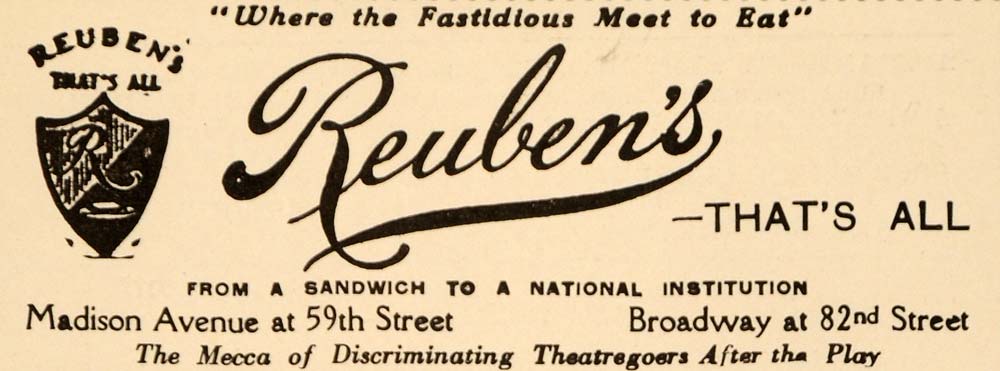 "Where the Fastidious Meet to Eat"
REUBEN'S
THAT'S ALL
R
Reuben's
—THAT'S ALL
FROM A SANDWICH TO A NATIONAL INSTITUTION
Madison Avenue at 59th Street
Broadway at 82nd Street
The Mecca of Discriminating Theatregoers After the Play